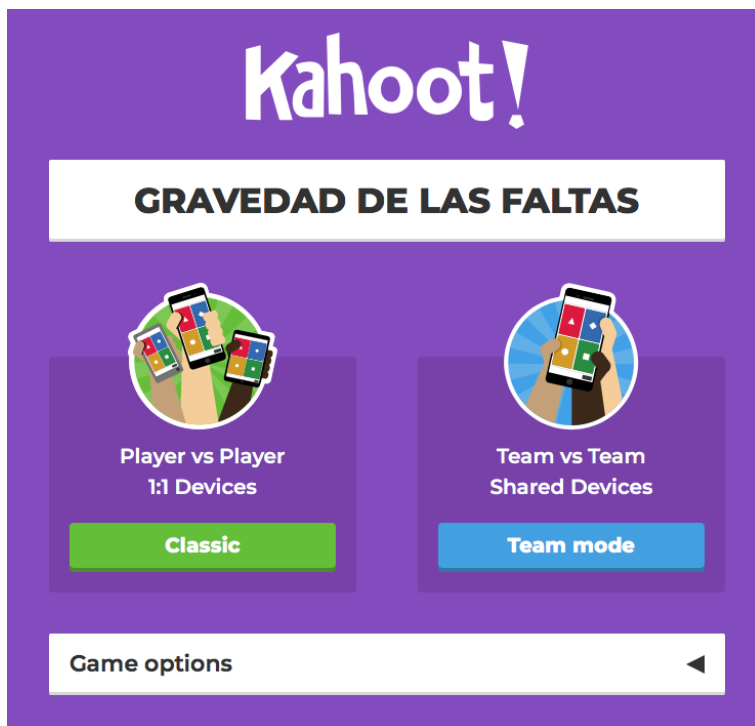 Kahoot!
GRAVEDAD DE LAS FALTAS
Player vs Player
1:1 Devices
Classic
Team vs Team
Shared Devices
Team mode
Game options